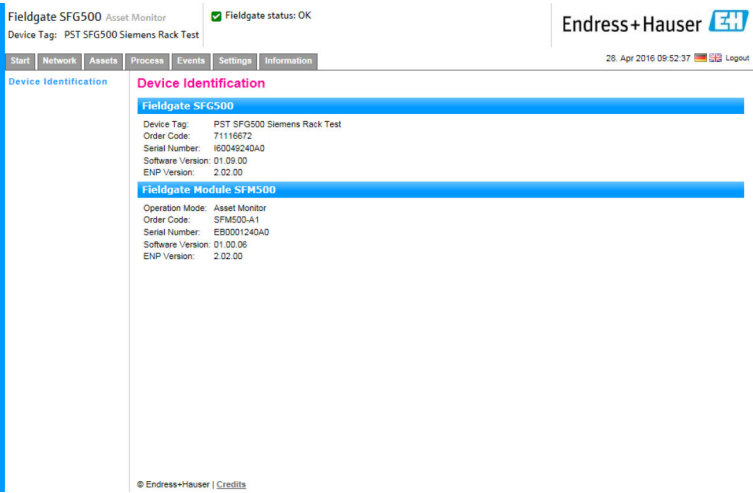 Fieldgate SFG500 Asset Monitor
Device Tag: PST SFG500 Siemens Rack Test
Fieldgate status: OK
Endress+Hauser EH
Start Network Assets Process Events Settings Information
28. Apr 2016 09:52:37 Logout
Device Identification
Device Identification
Fieldgate SFG500
Device Tag: PST SFG500 Siemens Rack Test
Order Code: 71116672
Serial Number: I60049240A0
Software Version: 01.09.00
ENP Version: 2.02.00
Fieldgate Module SFM500
Operation Mode: Asset Monitor
Order Code: SFM500-A1
Serial Number: EB0001240A0
Software Version: 01.00.06
ENP Version: 2.02.00
© Endress+Hauser | Credits